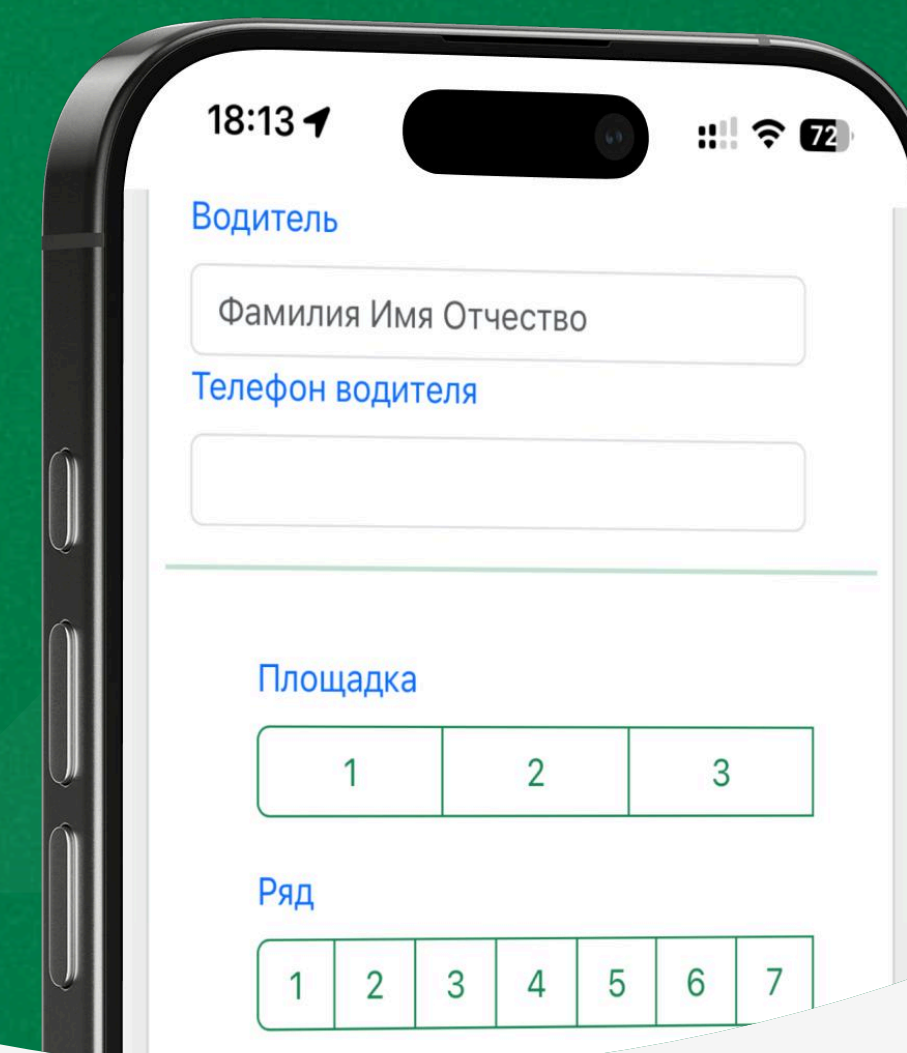 18:13
72
Водитель
Фамилия Имя Отчество
Телефон водителя
Площадка
1 2 3
Ряд
1 2 3 4 5 6 7